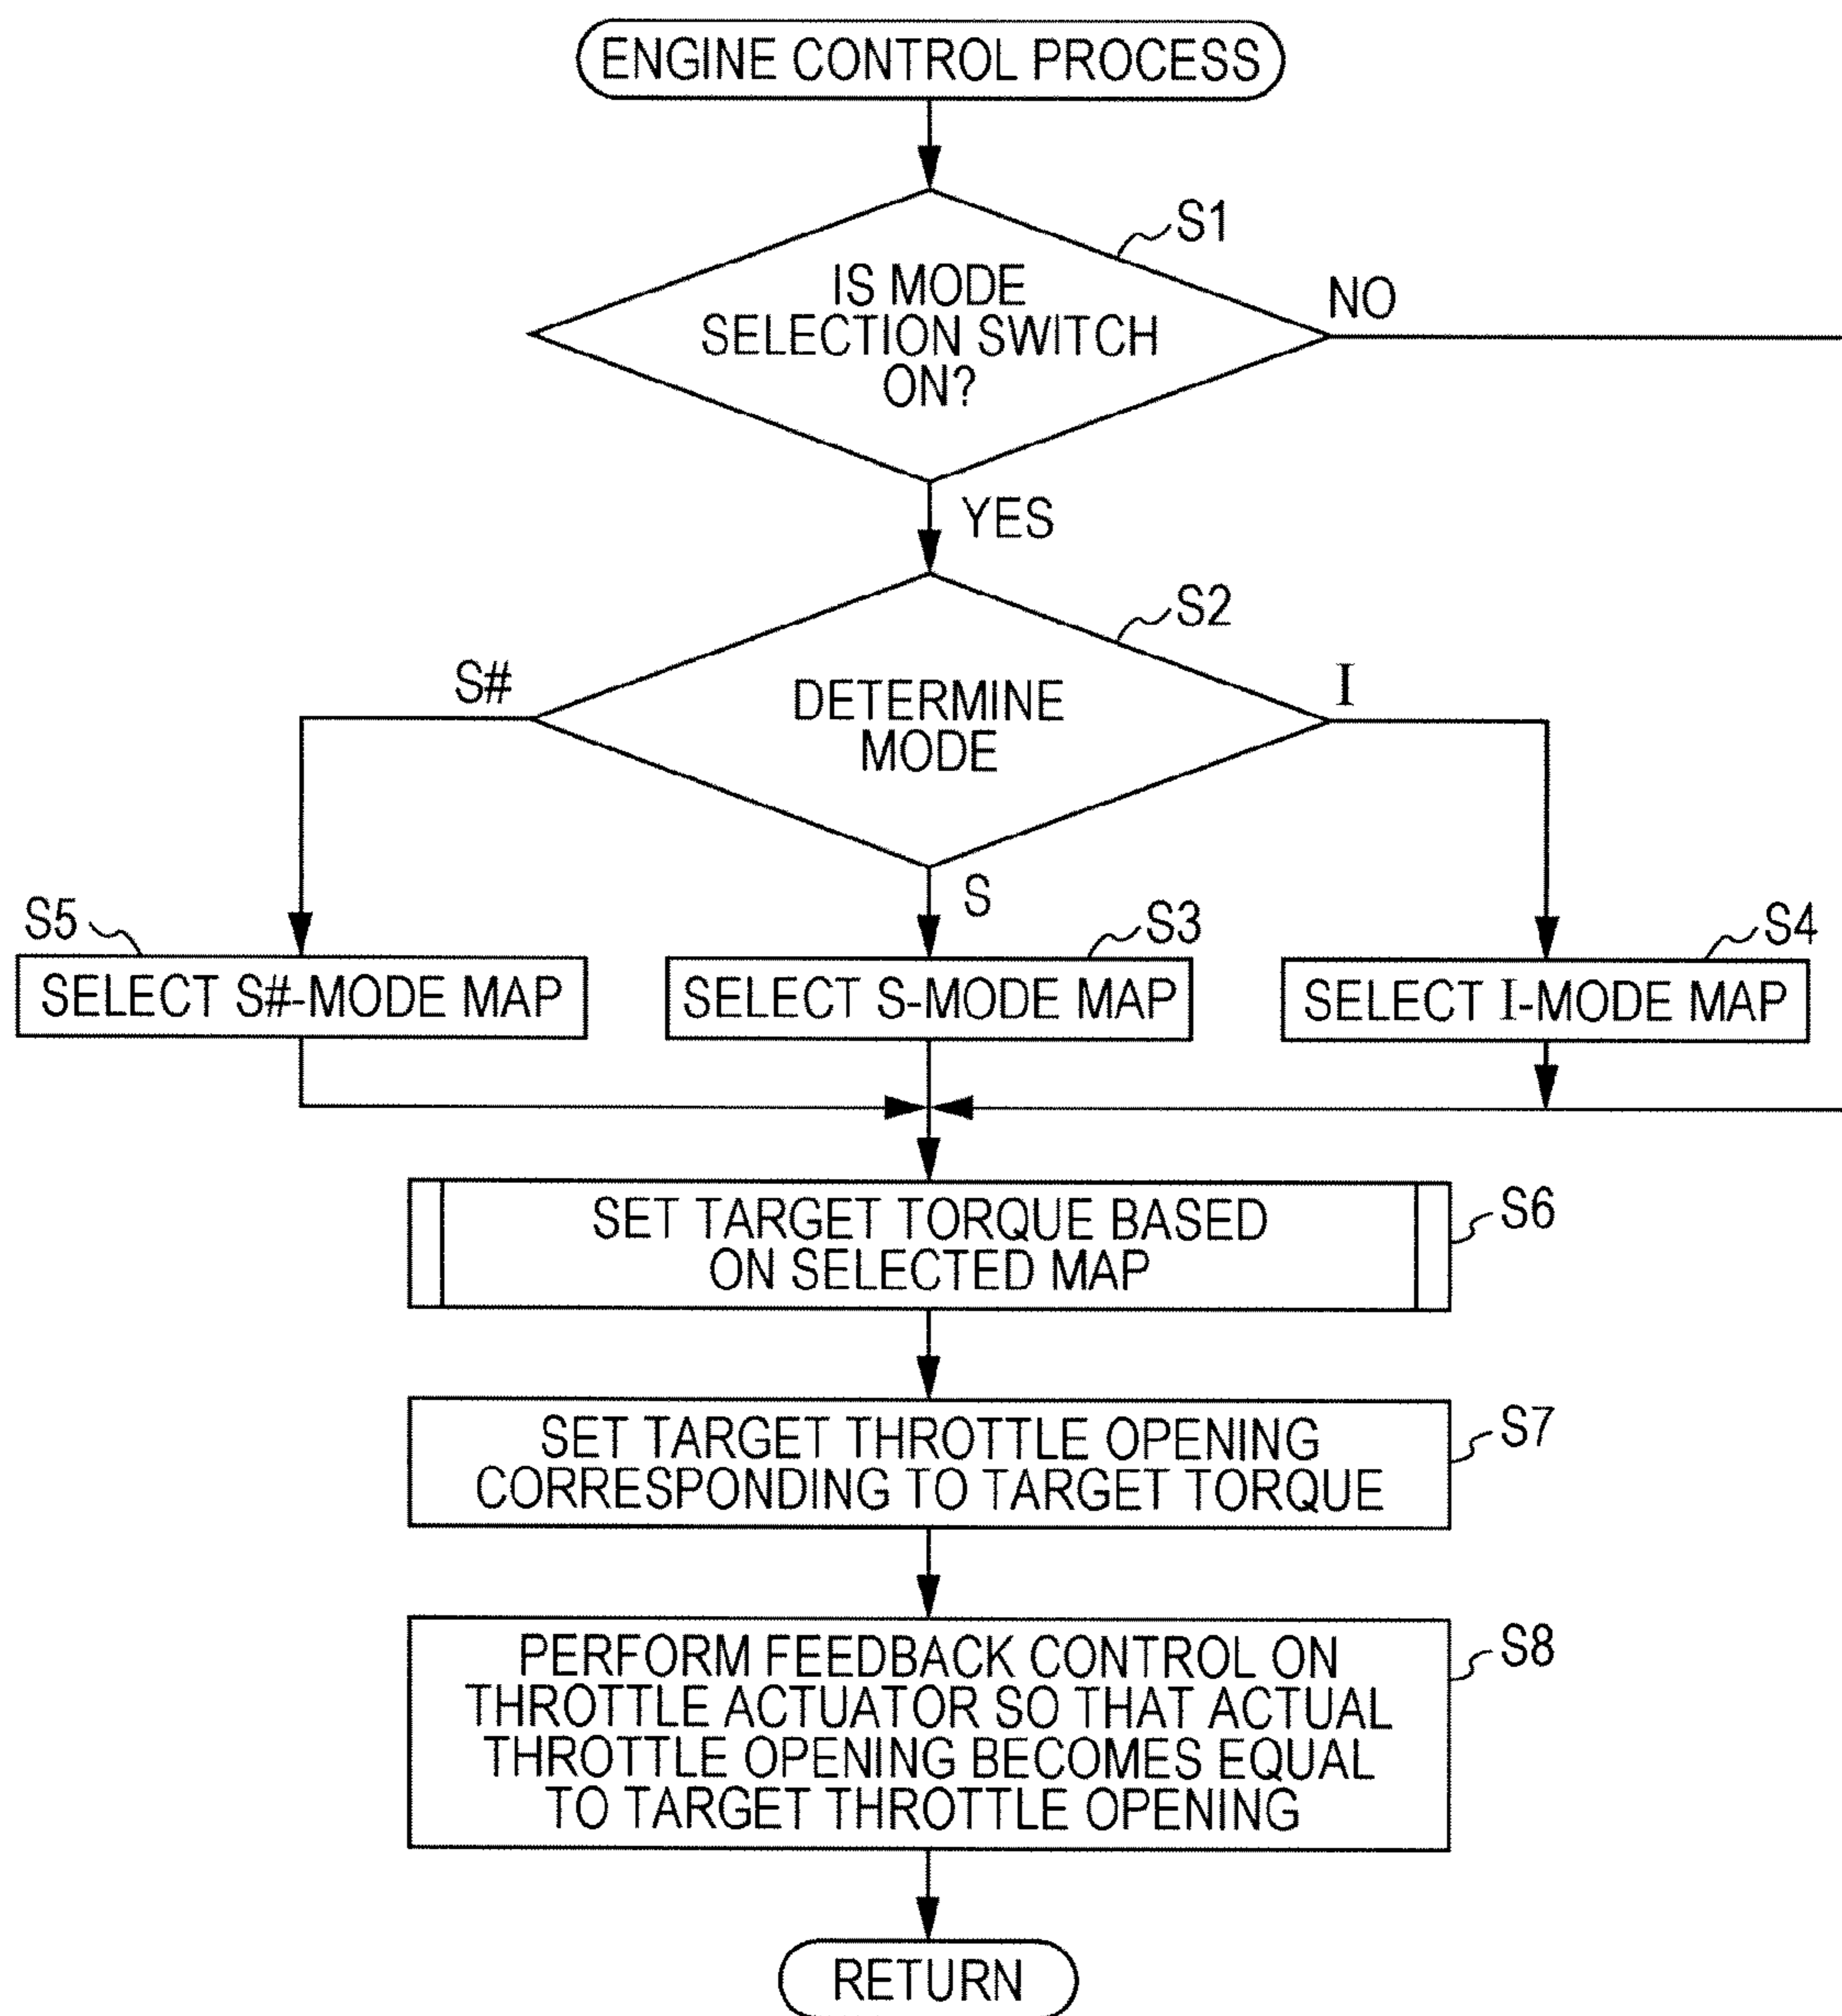 ENGINE CONTROL PROCESS
S1
IS MODE
SELECTION SWITCH
ON?
NO
YES
S2
S#
DETERMINE
MODE
I
S
S5
SELECT S#-MODE MAP
S3
SELECT S-MODE MAP
S4
SELECT I-MODE MAP
SET TARGET TORQUE BASED
ON SELECTED MAP
S6
SET TARGET THROTTLE OPENING
CORRESPONDING TO TARGET TORQUE
S7
PERFORM FEEDBACK CONTROL ON
THROTTLE ACTUATOR SO THAT ACTUAL
THROTTLE OPENING BECOMES EQUAL
TO TARGET THROTTLE OPENING
S8
RETURN